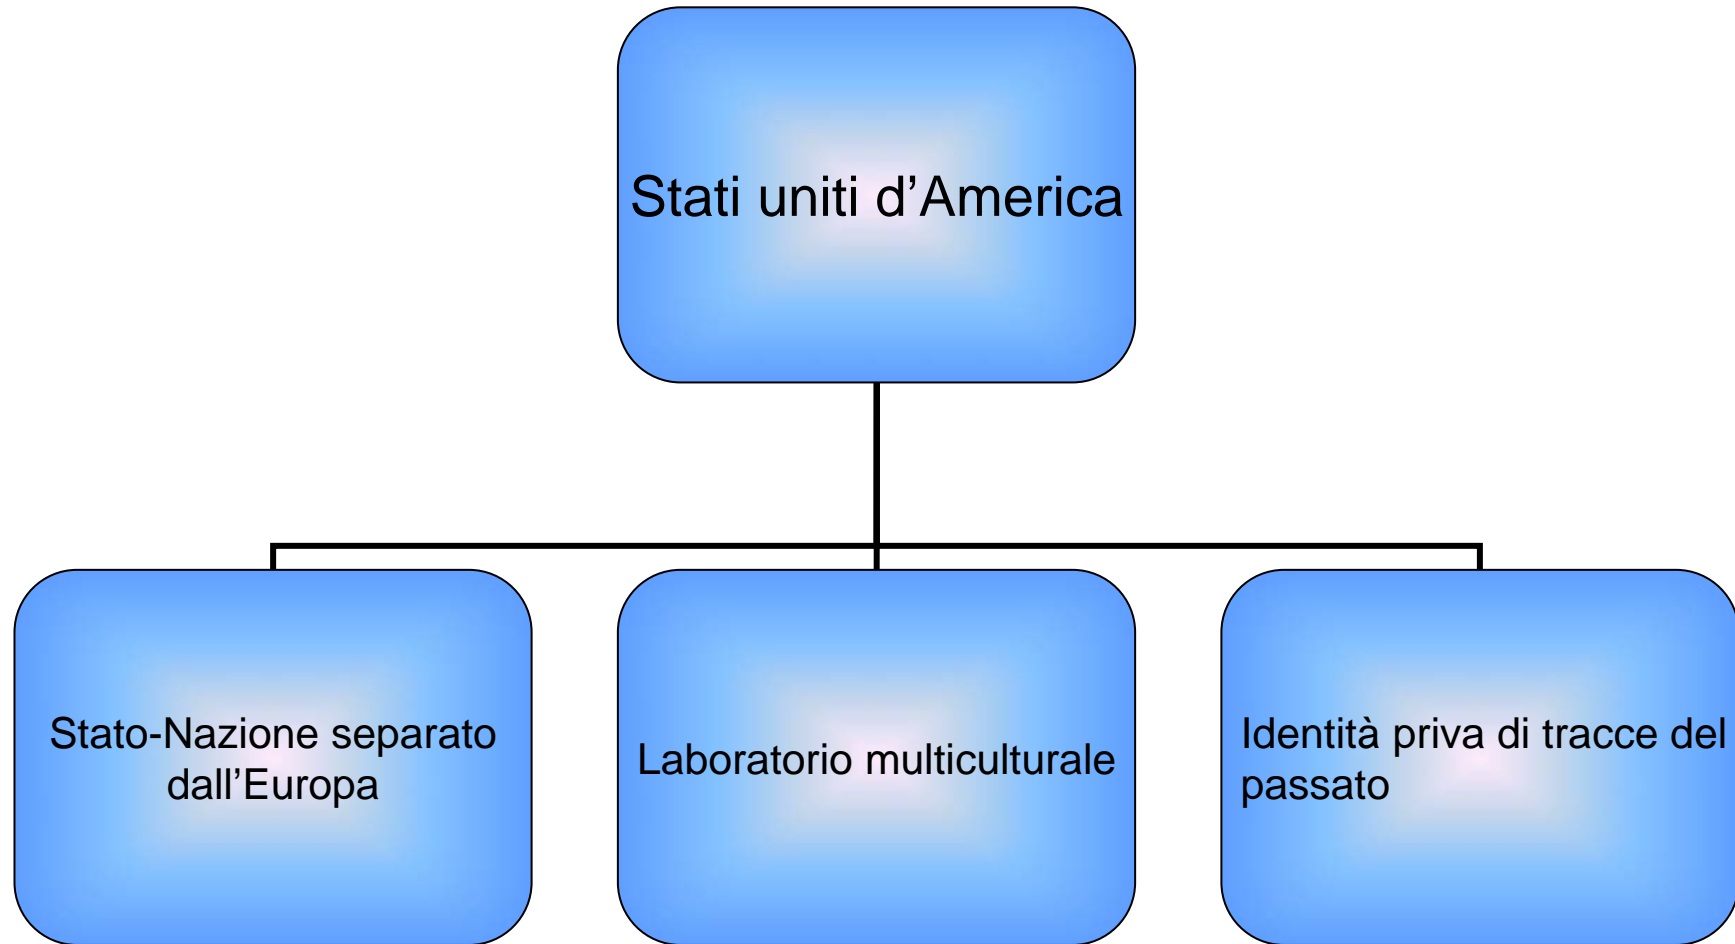 Stati uniti d’America
Stato-Nazione separato
dall’Europa
Laboratorio multiculturale
Identità priva di tracce del
passato